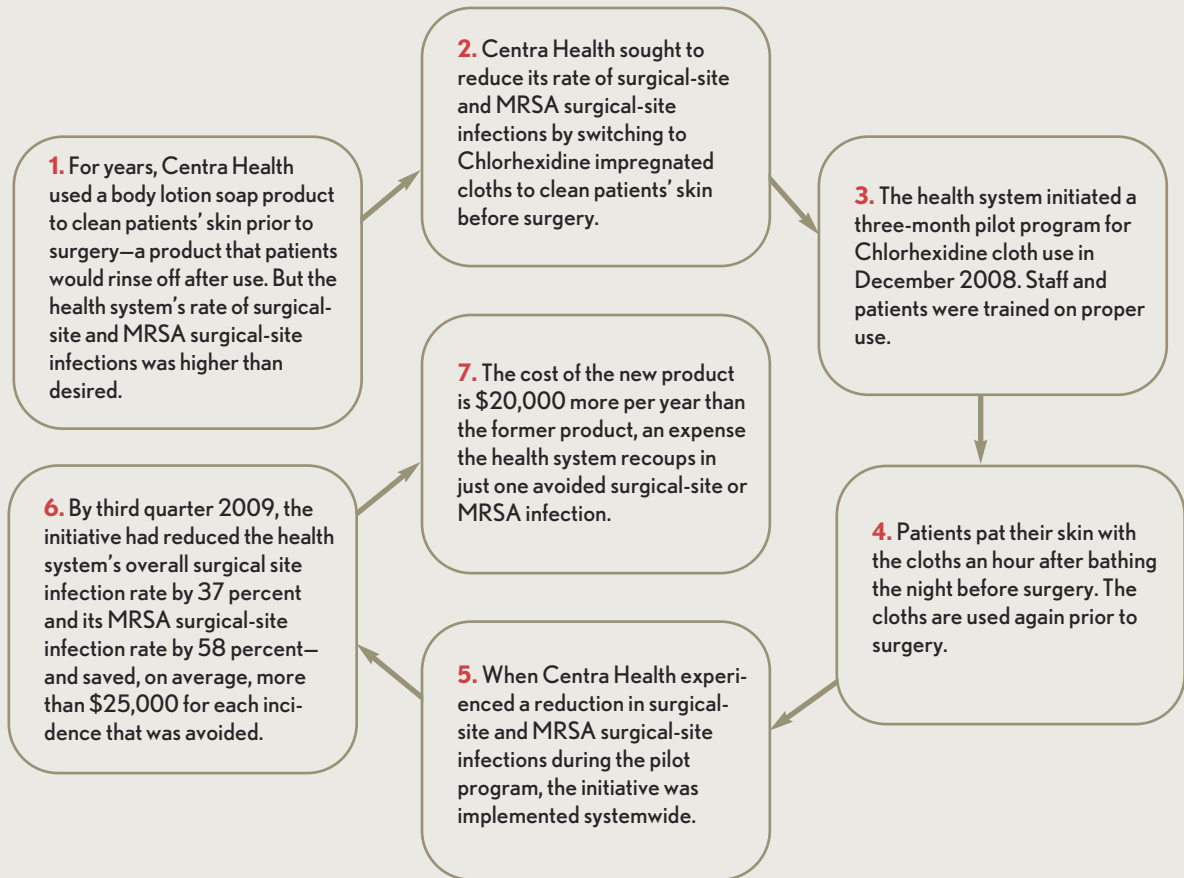 1. For years, Centra Health
used a body lotion soap product
to clean patients’ skin prior to
surgery—a product that patients
would rinse off after use. But the
health system’s rate of surgical-
site and MRSA surgical-site
infections was higher than
desired.
2. Centra Health sought to
reduce its rate of surgical-site
and MRSA surgical-site
infections by switching to
Chlorhexidine impregnated
cloths to clean patients’ skin
before surgery.
3. The health system initiated a
three-month pilot program for
Chlorhexidine cloth use in
December 2008. Staff and
patients were trained on proper
use.
4. Patients pat their skin with
the cloths an hour after bathing
the night before surgery. The
cloths are used again prior to
surgery.
5. When Centra Health experi-
enced a reduction in surgical-
site and MRSA surgical-site
infections during the pilot
program, the initiative was
implemented systemwide.
6. By third quarter 2009, the
initiative had reduced the health
system’s overall surgical site
infection rate by 37 percent
and its MRSA surgical-site
infection rate by 58 percent—
and saved, on average, more
than $25,000 for each inci-
dence that was avoided.
7. The cost of the new product
is $20,000 more per year than
the former product, an expense
the health system recoups in
just one avoided surgical-site or
MRSA infection.